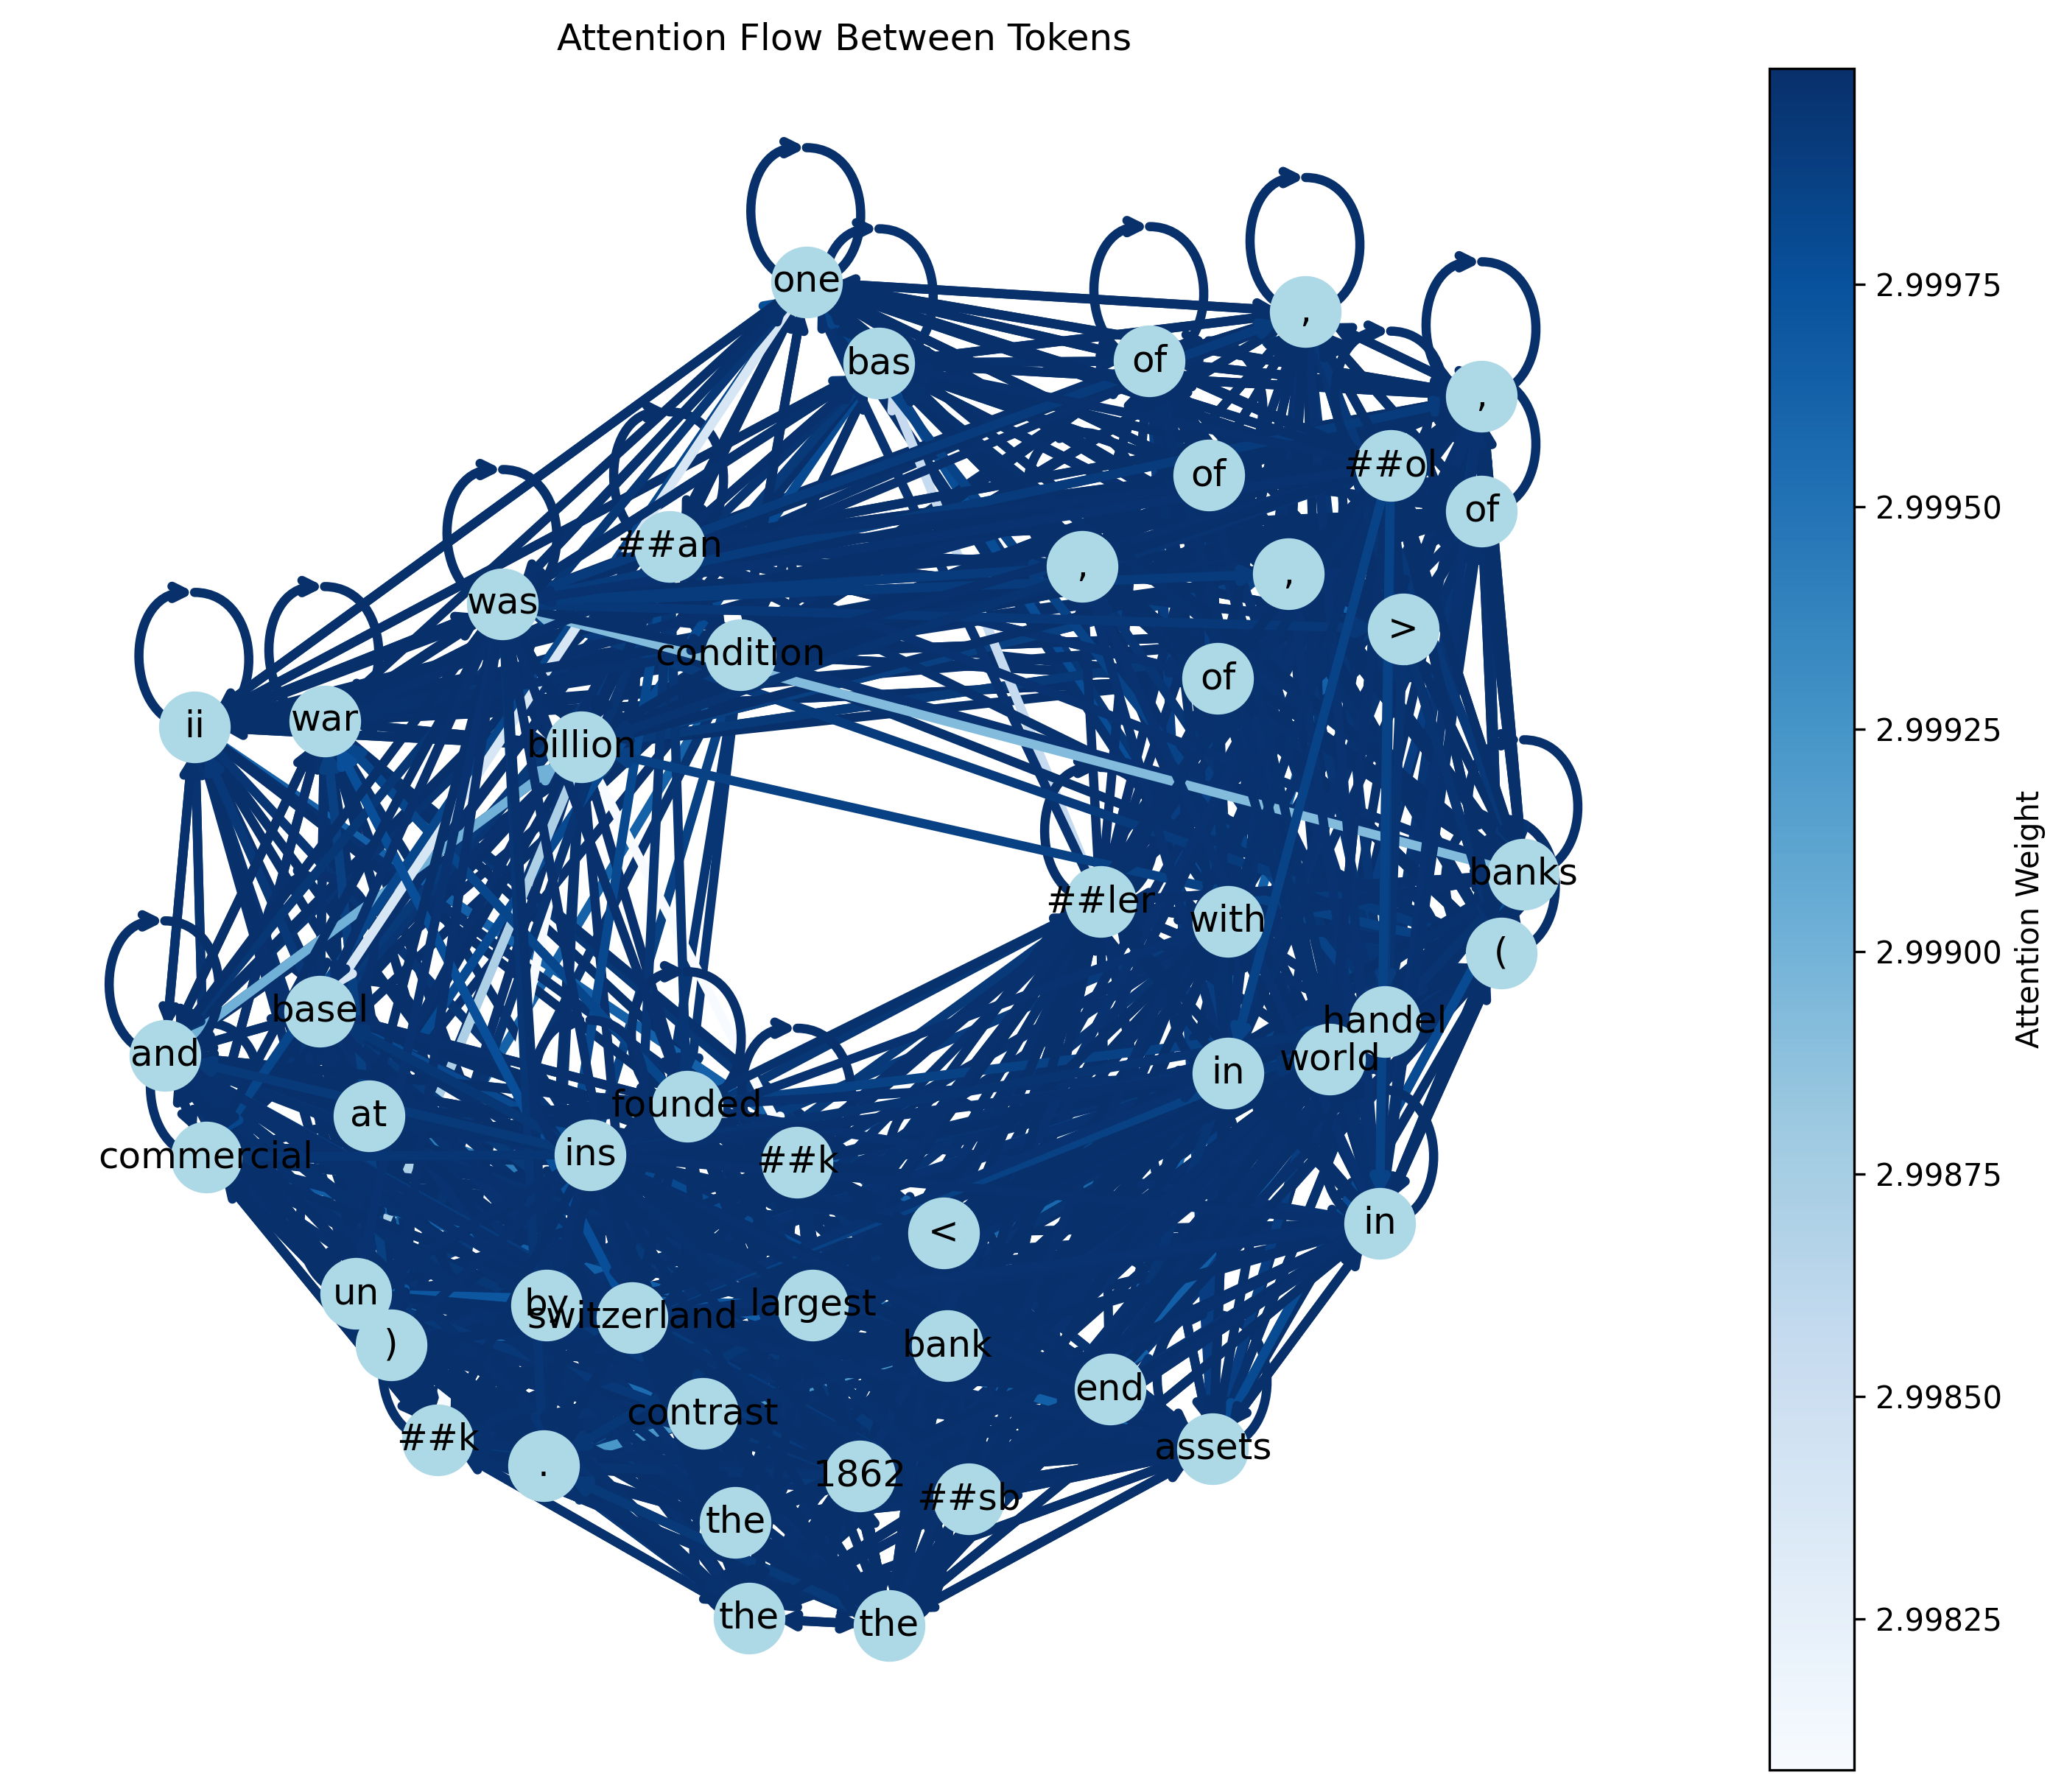 Attention Flow Between Tokens
one
,
bas
of
,
of
##ol
of
##an
,
,
was
>
condition
of
ii
war
billion
banks
##ler
with
(
basel
handel
and
in
world
founded
at
commercial
ins
##k
in
<
un
by
switzerland
largest
)
bank
end
contrast
##k
assets
.
1862
##sb
the
the
the
2.99975
2.99950
2.99925
2.99900
2.99875
2.99850
2.99825
Attention Weight